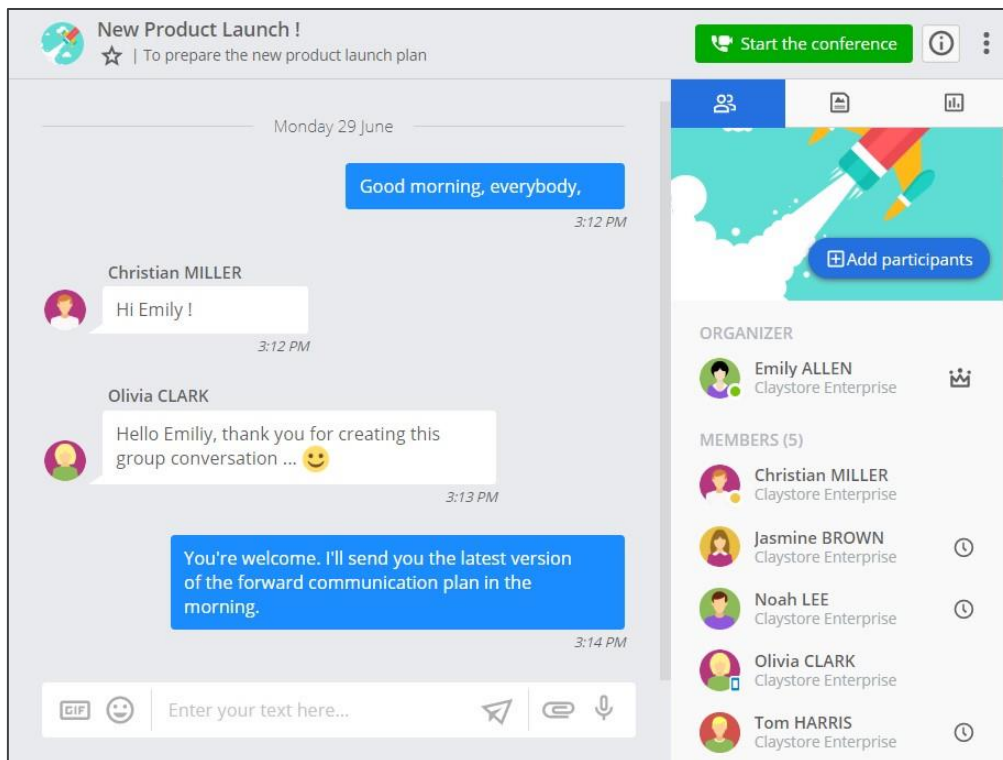 New Product Launch !
| To prepare the new product launch plan
Start the conference
Monday 29 June
Good morning, everybody,
3:12 PM
Christian MILLER
Hi Emily !
3:12 PM
Olivia CLARK
Hello Emiliy, thank you for creating this
group conversation ...
3:13 PM
You're welcome. I'll send you the latest version
of the forward communication plan in the
morning.
3:14 PM
GIF
Enter your text here...
Add participants
ORGANIZER
Emily ALLEN
Claystore Enterprise
MEMBERS (5)
Christian MILLER
Claystore Enterprise
Jasmine BROWN
Claystore Enterprise
Noah LEE
Claystore Enterprise
Olivia CLARK
Claystore Enterprise
Tom HARRIS
Claystore Enterprise